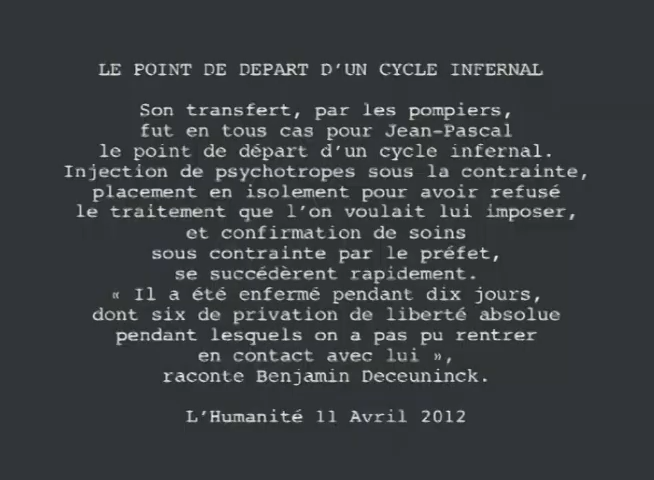 LE POINT DE DEPART D'UN CYCLE INFERNAL
Son transfert, par les pompiers,
fut en tous cas pour Jean-Pascal
le point de départ d'un cycle infernal.
Injection de psychotropes sous la contrainte,
placement en isolement pour avoir refusé
le traitement que l'on voulait lui imposer,
et confirmation de soins
sous contrainte par le préfet,
se succédèrent rapidement.
« Il a été enfermé pendant dix jours,
dont six de privation de liberté absolue
pendant lesquels on a pas pu rentrer
en contact avec lui »,
raconte Benjamin Deceuninck.
L'Humanité 11 Avril 2012